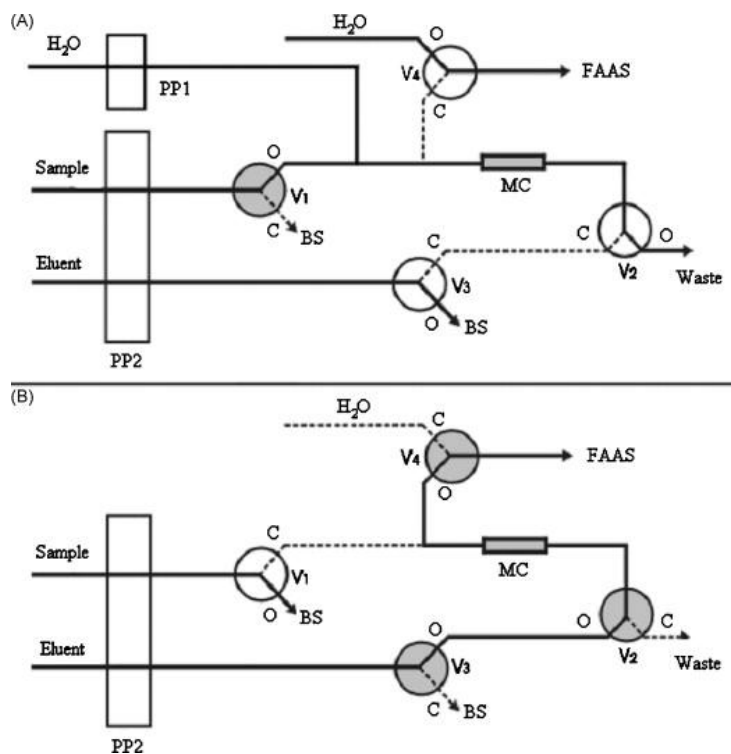 (A)
H₂O
PP1
H₂O
O
V4
C
FAAS
Sample
O
V1
C
BS
MC
C
O
V2
Waste
Eluent
C
V3
O
BS
PP2
(B)
H₂O
C
V4
O
FAAS
Sample
C
V1
O
BS
MC
O
C
V2
Waste
Eluent
O
V3
C
BS
PP2